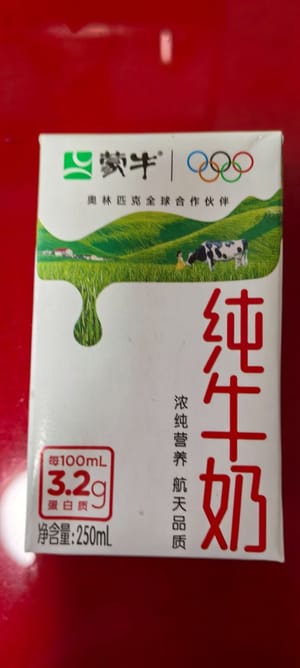 蒙牛
奥林匹克全球合作伙伴
纯牛奶
浓纯营养 航天品质
每100mL
3.2g
蛋白质
净含量:250mL